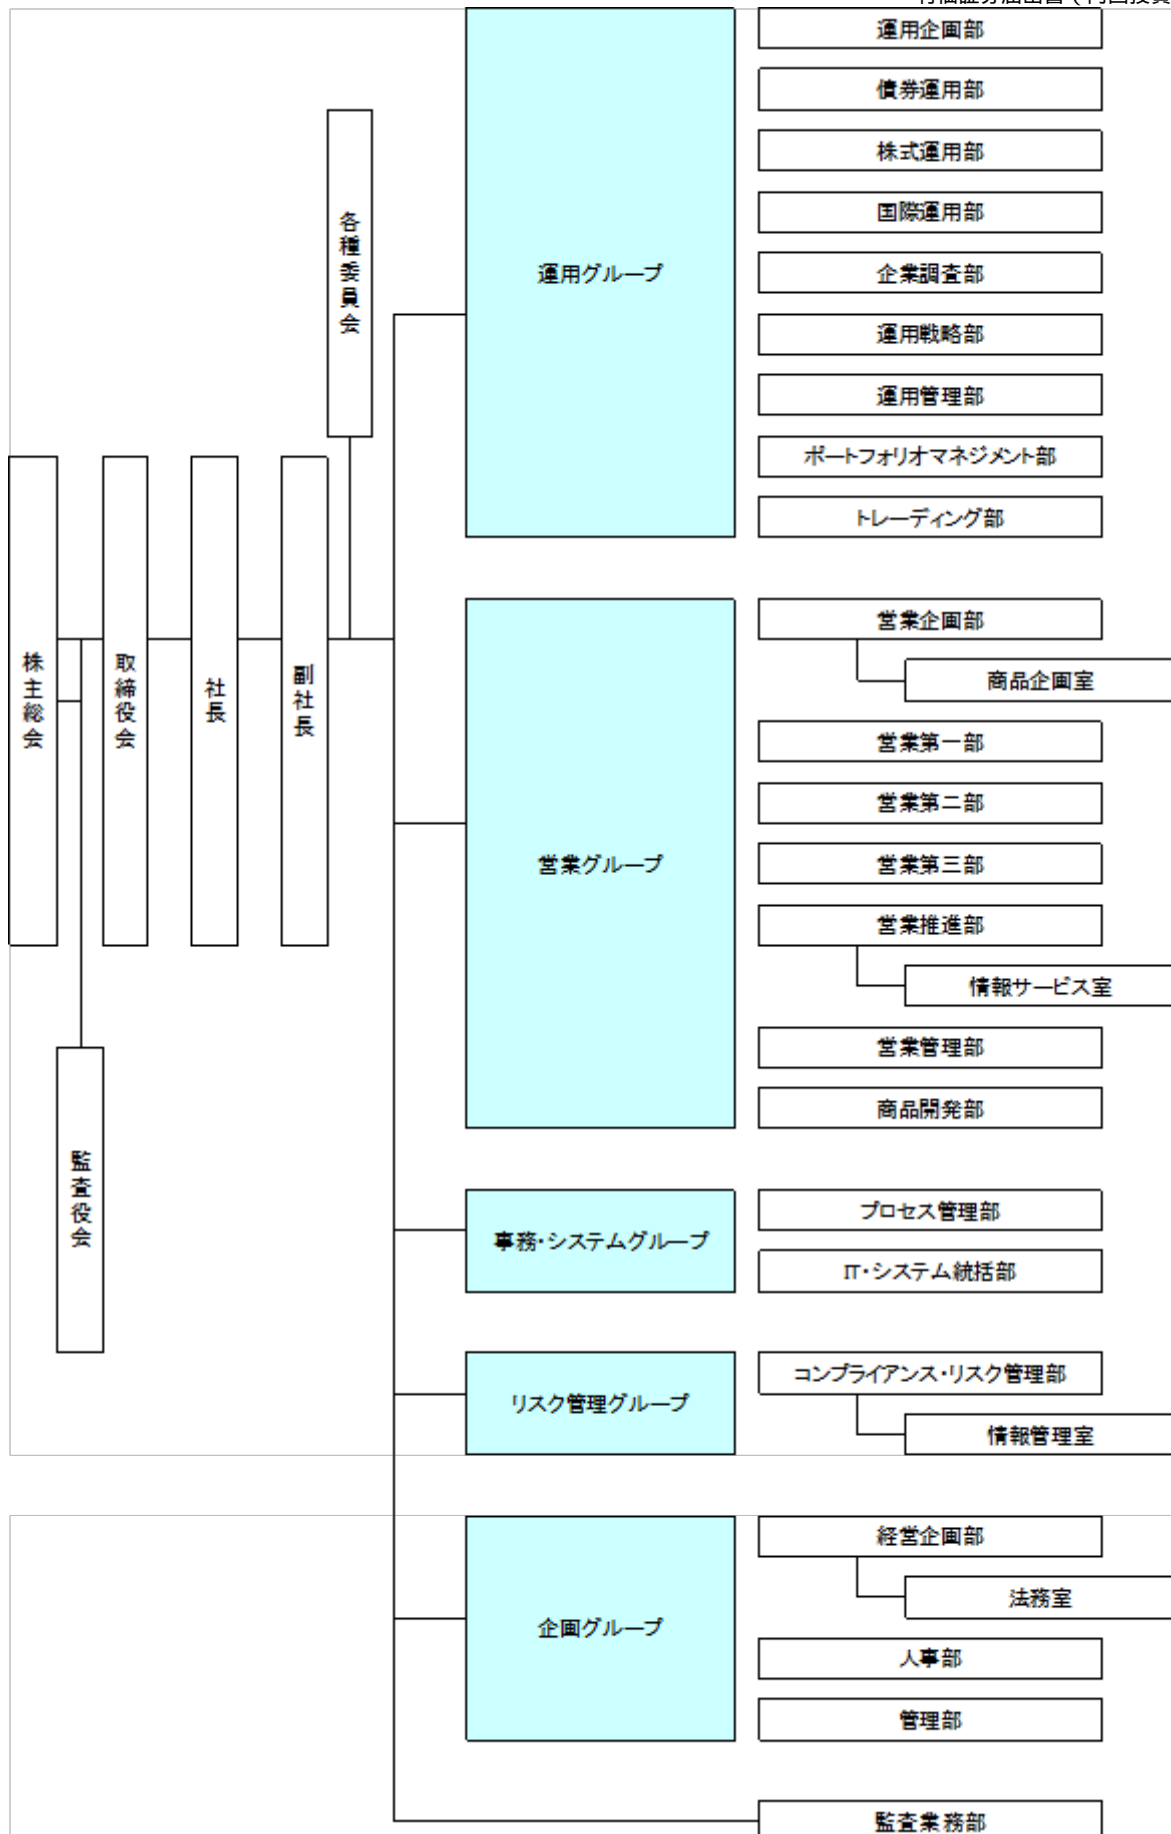 運用企画部
債券運用部
各種委員会
株式運用部
国際運用部
運用グループ
企業調査部
運用戦略部
運用管理部
ポートフォリオマネジメント部
トレーディング部
株主総会
取締役会
社長
副社長
監査役会
営業グループ
営業企画部
商品企画室
営業第一部
営業第二部
営業第三部
営業推進部
情報サービス室
営業管理部
商品開発部
事務・システムグループ
プロセス管理部
IT・システム統括部
リスク管理グループ
コンプライアンス・リスク管理部
情報管理室
企画グループ
経営企画部
法務室
人事部
管理部
監査業務部